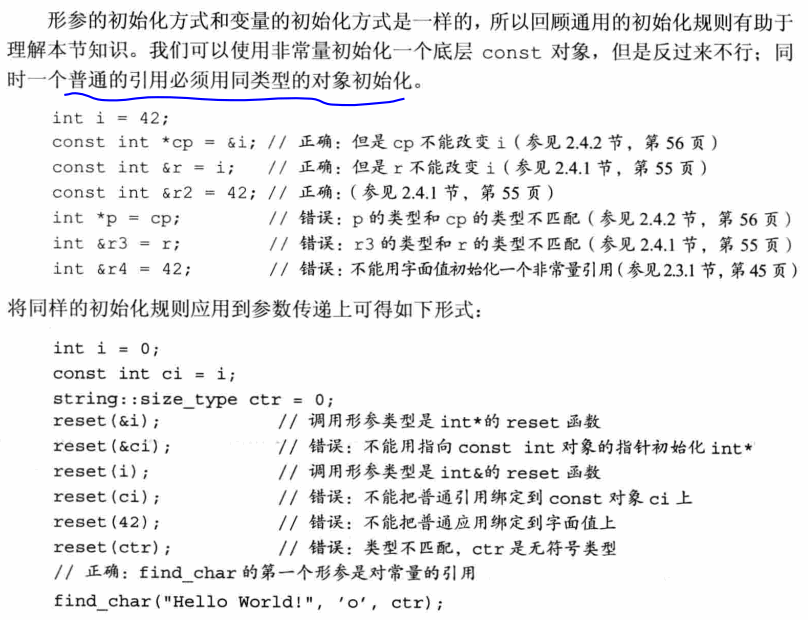 形参的初始化方式和变量的初始化方式是一样的，所以回顾通用的初始化规则有助于
理解本节知识。我们可以使用非常量初始化一个底层 const 对象，但是反过来不行；同
时一个普通的引用必须用同类型的对象初始化。
int i = 42;
const int *cp = &i; // 正确：但是 cp 不能改变 i（参见 2.4.2 节，第 56 页）
const int &r = i; // 正确：但是 r 不能改变 i（参见 2.4.1 节，第 55 页）
const int &r2 = 42; // 正确：（参见 2.4.1 节，第 55 页）
int *p = cp; // 错误：p 的类型和 cp 的类型不匹配（参见 2.4.2 节，第 56 页）
int &r3 = r; // 错误：r3 的类型和 r 的类型不匹配（参见 2.4.1 节，第 55 页）
int &r4 = 42; // 错误：不能用字面值初始化一个非常量引用（参见 2.3.1 节，第 45 页）
将同样的初始化规则应用到参数传递上可得如下形式：
int i = 0;
const int ci = i;
string::size_type ctr = 0;
reset(&i); // 调用形参类型是 int*的 reset 函数
reset(&ci); // 错误：不能用指向 const int 对象的指针初始化 int*
reset(i); // 调用形参类型是 int&的 reset 函数
reset(ci); // 错误：不能把普通引用绑定到 const 对象 ci 上
reset(42); // 错误：不能把普通应用绑定到字面值上
reset(ctr); // 错误：类型不匹配，ctr 是无符号类型
// 正确：find_char 的第一个形参是对常量的引用
find_char("Hello World!", 'o', ctr);